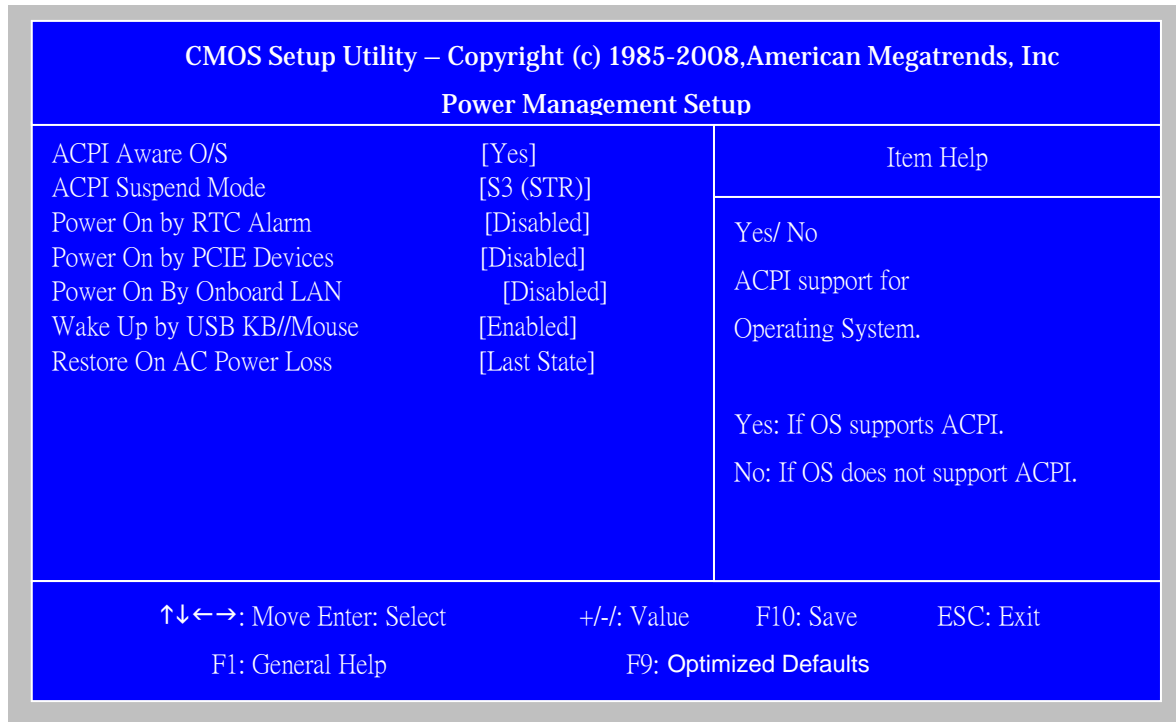 CMOS Setup Utility – Copyright (c) 1985-2008,American Megatrends, Inc
Power Management Setup
ACPI Aware O/S [Yes]
ACPI Suspend Mode [S3 (STR)]
Power On by RTC Alarm [Disabled]
Power On by PCIE Devices [Disabled]
Power On By Onboard LAN [Disabled]
Wake Up by USB KB//Mouse [Enabled]
Restore On AC Power Loss [Last State]
Item Help
Yes/ No
ACPI support for
Operating System.
Yes: If OS supports ACPI.
No: If OS does not support ACPI.
↑↓←→: Move Enter: Select +/-/: Value F10: Save ESC: Exit
F1: General Help F9: Optimized Defaults